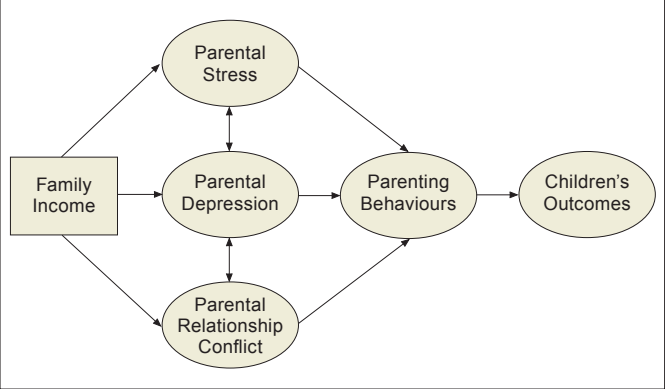 Parental
Stress
Family
Income
Parental
Depression
Parenting
Behaviours
Children's
Outcomes
Parental
Relationship
Conflict